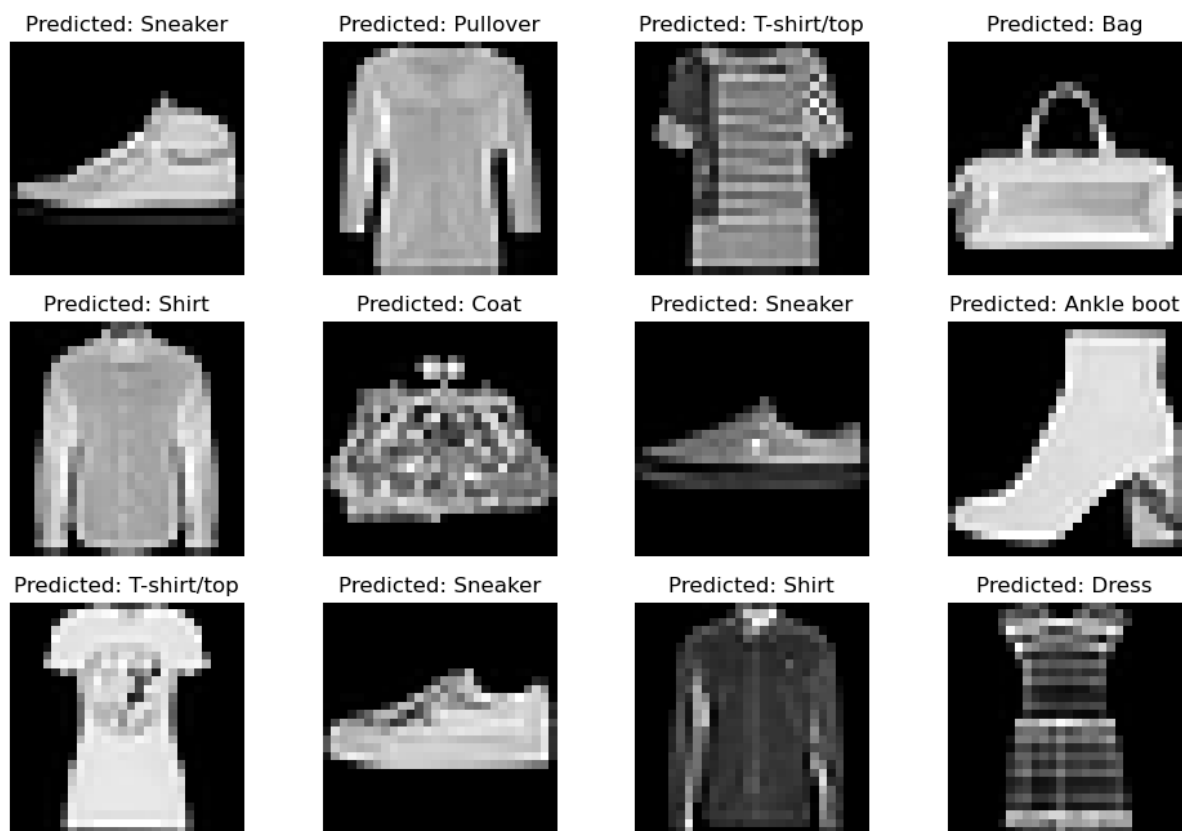 Predicted: Sneaker
Predicted: Pullover
Predicted: T-shirt/top
Predicted: Bag
Predicted: Shirt
Predicted: Coat
Predicted: Sneaker
Predicted: Ankle boot
Predicted: T-shirt/top
Predicted: Sneaker
Predicted: Shirt
Predicted: Dress